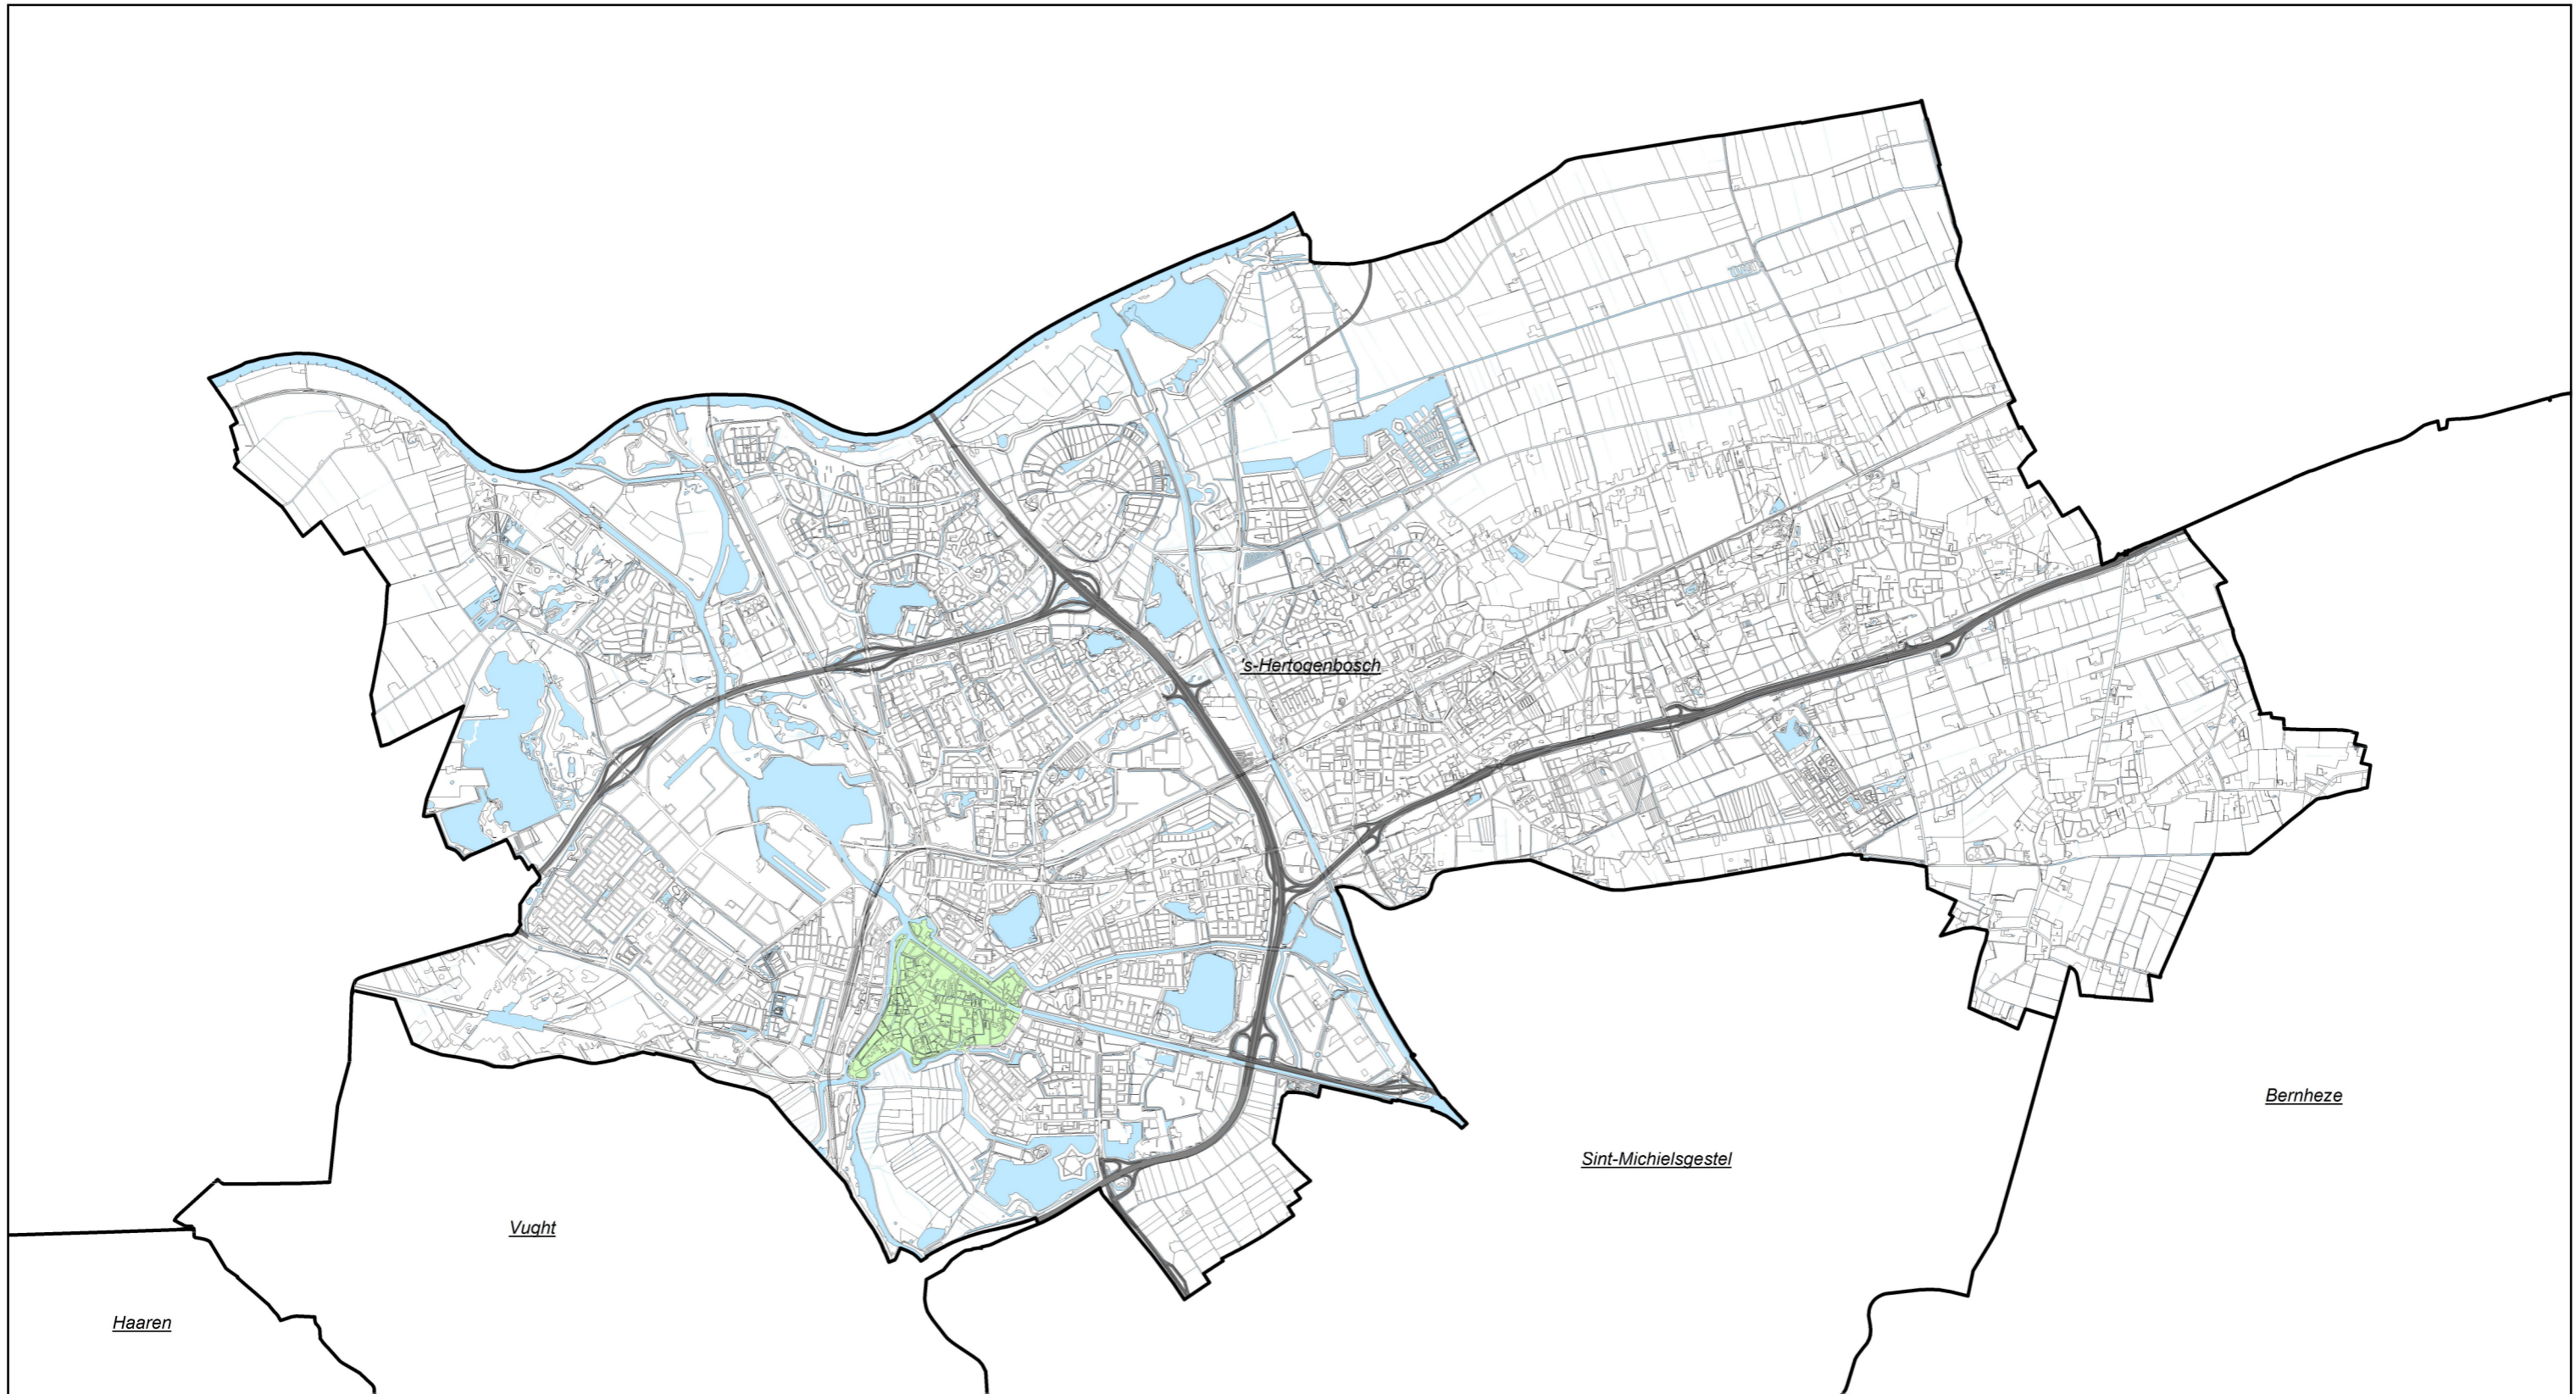 's-Hertogenbosch
Bernheze
Sint-Michielsgestel
Vught
Haaren